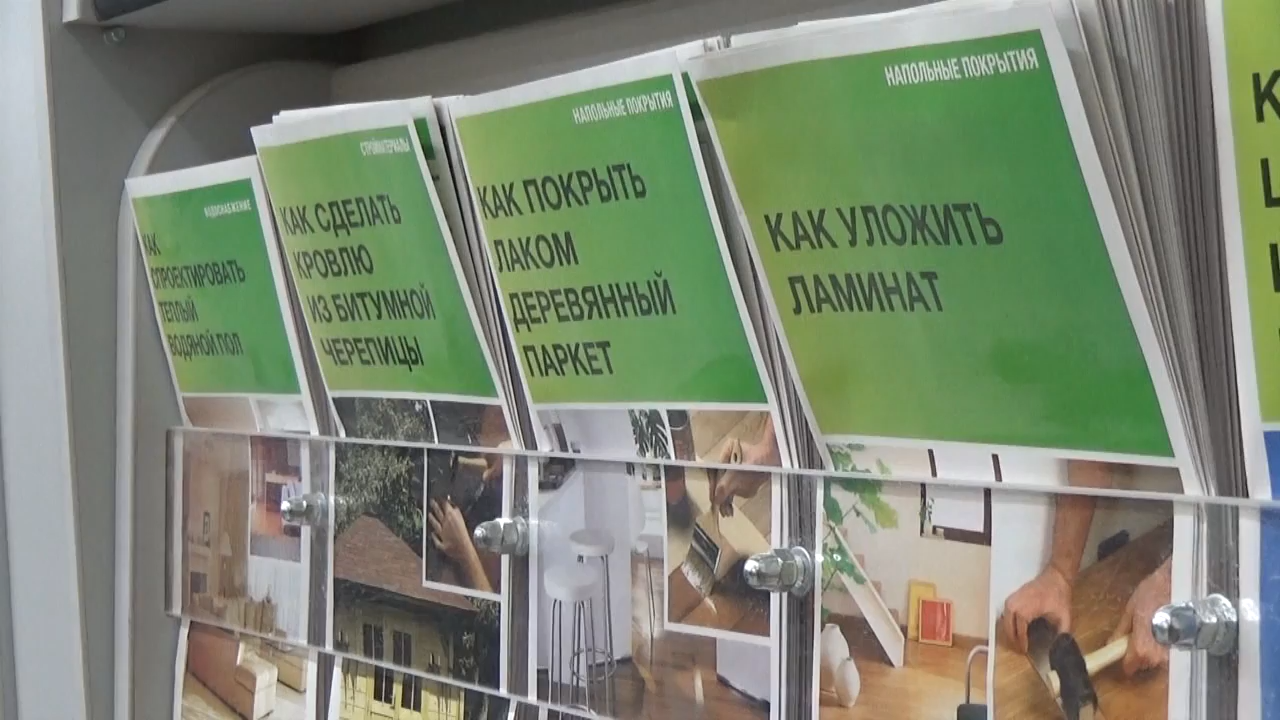 ВОДОСНАБЖЕНИЕ
КАК
СПРОЕКТИРОВАТЬ
ТЕПЛЫЙ
ВОДЯНОЙ ПОЛ
СТРОЙМАТЕРИАЛЫ
КАК СДЕЛАТЬ
КРОВЛЮ
ИЗ БИТУМНОЙ
ЧЕРЕПИЦЫ
НАПОЛЬНЫЕ ПОКРЫТИЯ
КАК ПОКРЫТЬ
ЛАКОМ
ДЕРЕВЯННЫЙ
ПАРКЕТ
НАПОЛЬНЫЕ ПОКРЫТИЯ
КАК УЛОЖИТЬ
ЛАМИНАТ